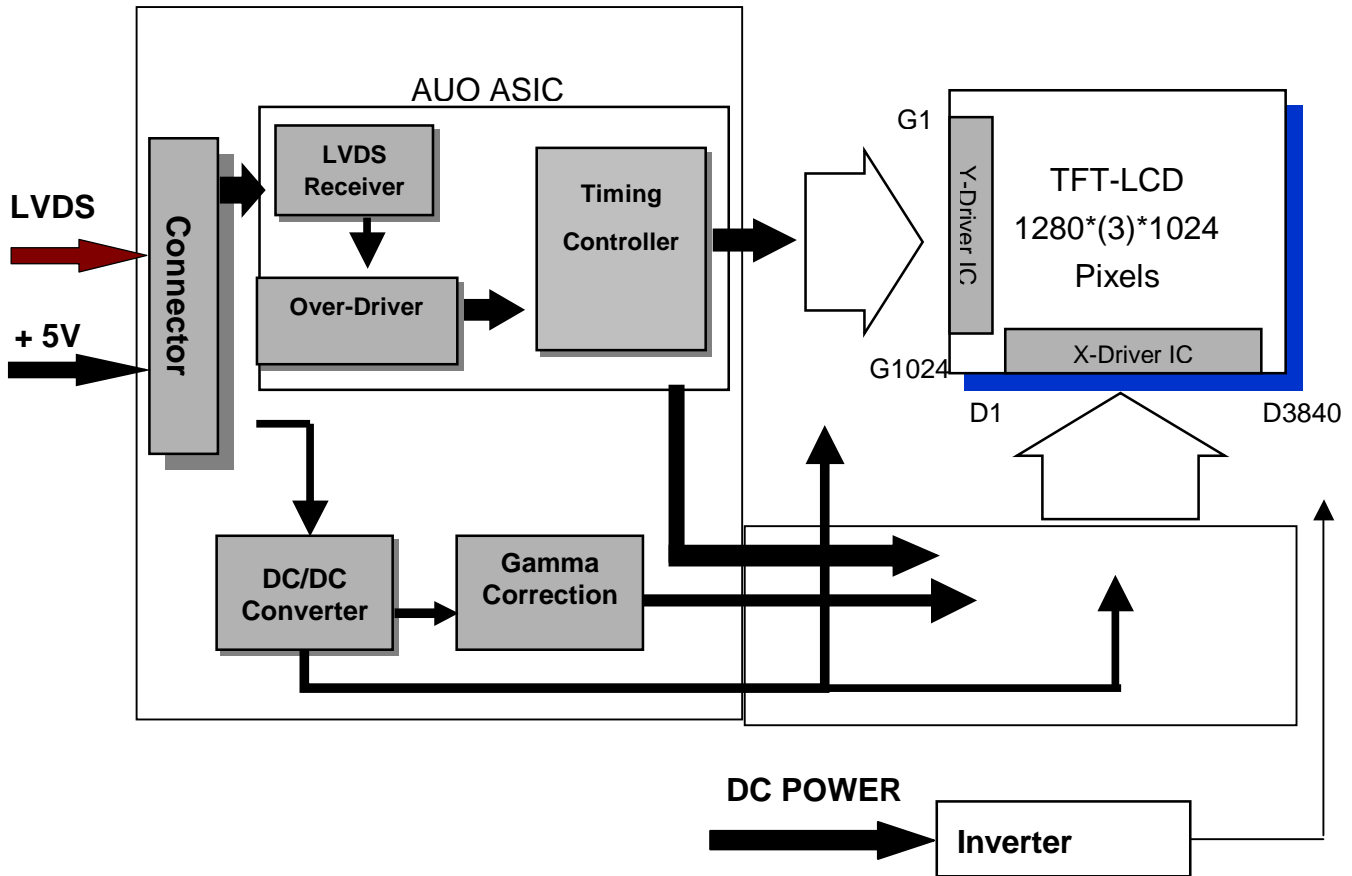 AUO ASIC
LVDS
+ 5V
Connector
LVDS
Receiver
Over-Driver
Timing
Controller
DC/DC
Converter
Gamma
Correction
G1
Y-Driver IC
TFT-LCD
1280*(3)*1024
Pixels
X-Driver IC
G1024
D1
D3840
DC POWER
Inverter